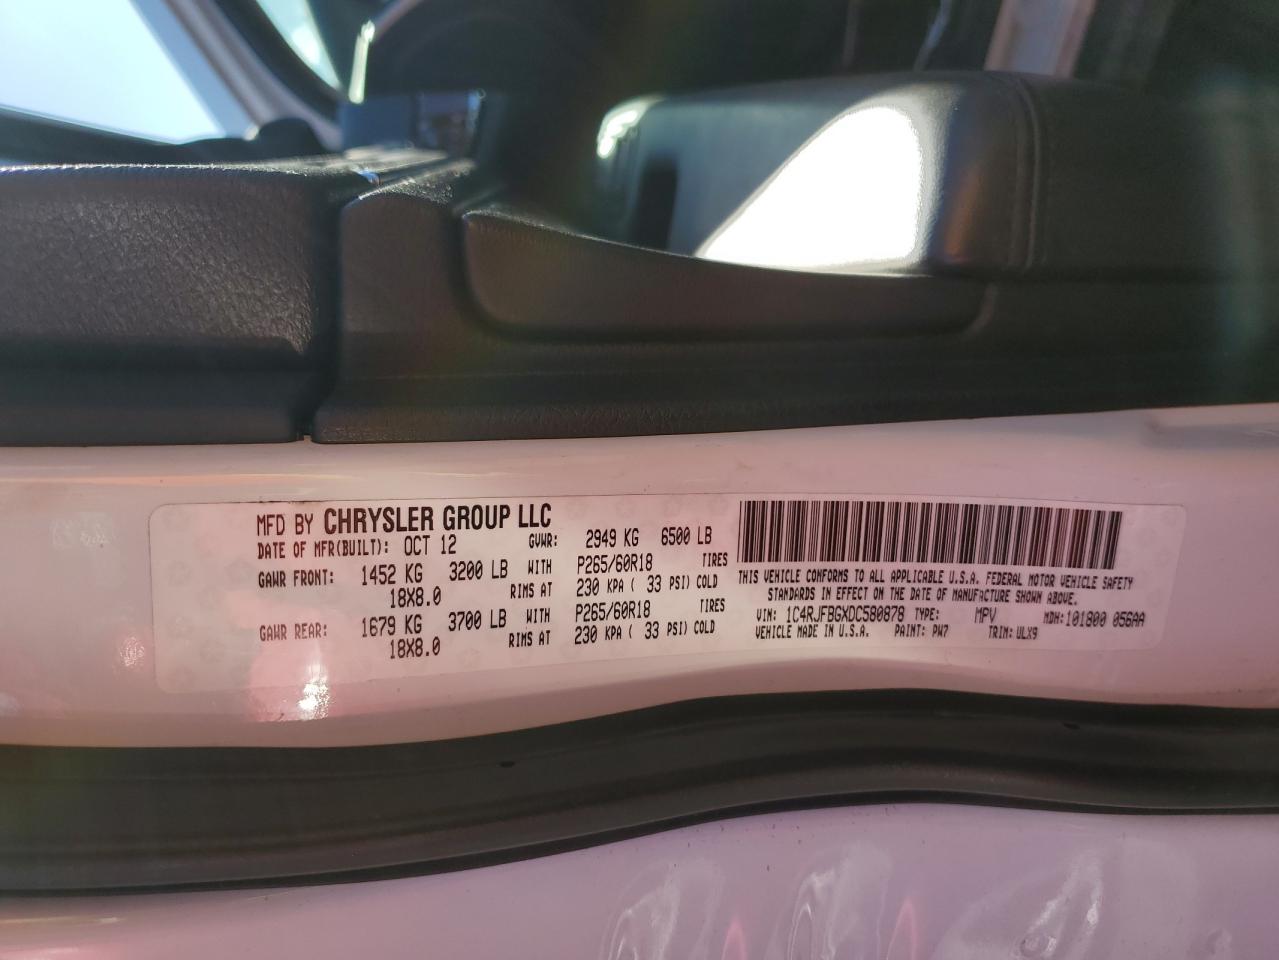 MFD BY CHRYSLER GROUP LLC
DATE OF MFR(BUILT): OCT 12 GVWR: 2949 KG 6500 LB
GAWR FRONT: 1452 KG 3200 LB WITH P265/60R18 TIRES
18X8.0 RIMS AT 230 KPA ( 33 PSI) COLD
GAWR REAR: 1679 KG 3700 LB WITH P265/60R18 TIRES
18X8.0 RIMS AT 230 KPA ( 33 PSI) COLD
THIS VEHICLE CONFORMS TO ALL APPLICABLE U.S.A. FEDERAL MOTOR VEHICLE SAFETY
STANDARDS IN EFFECT ON THE DATE OF MANUFACTURE SHOWN ABOVE.
VIN: 1C4RJFBGXDC580878 TYPE: MPV MDH: 101800 056AA
VEHICLE MADE IN U.S.A. PAINT: PW7 TRIM: ULX9